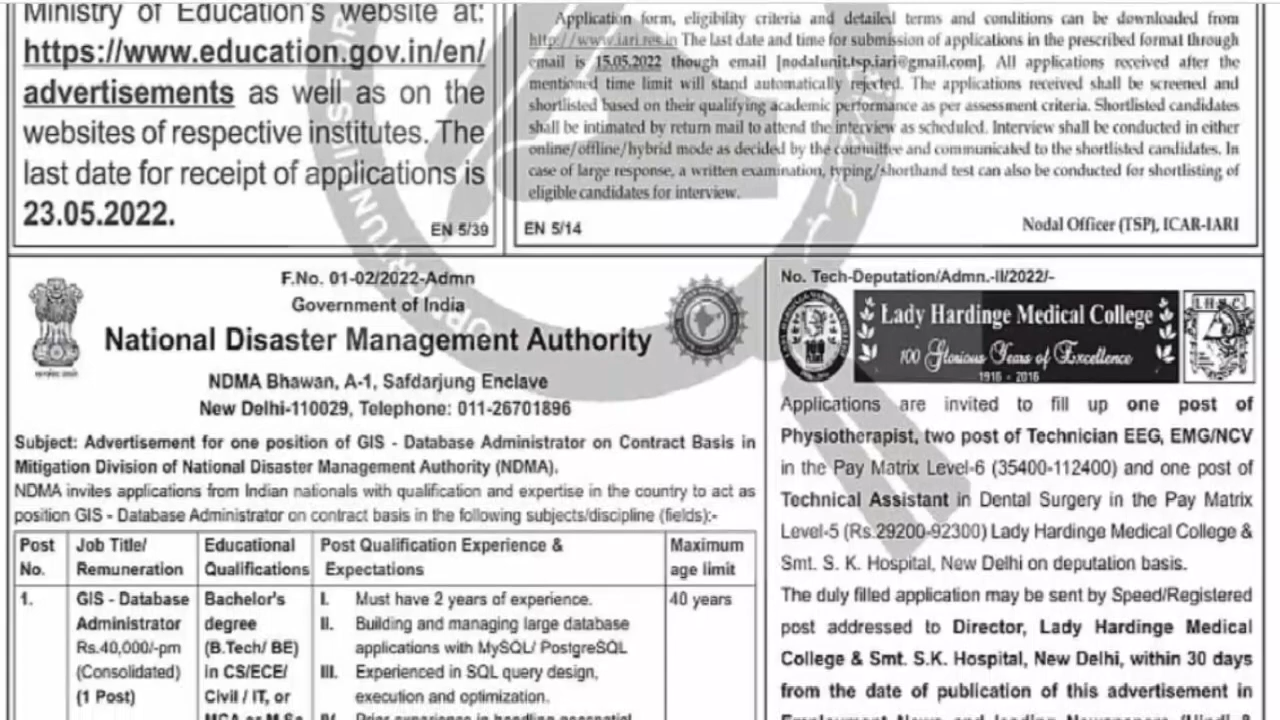 Ministry of Education's website at:
https://www.education.gov.in/en/
advertisements as well as on the
websites of respective institutes. The
last date for receipt of applications is
23.05.2022.
EN 5/39
Application form, eligibility criteria and detailed terms and conditions can be downloaded from
http://www.iari.res.in The last date and time for submission of applications in the prescribed format through
email is 15.05.2022 though email [nodalunit.tsp.iari@gmail.com]. All applications received after the
mentioned time limit will stand automatically rejected. The applications received shall be screened and
shortlisted based on their qualifying academic performance as per assessment criteria. Shortlisted candidates
shall be intimated by return mail to attend the interview as scheduled. Interview shall be conducted in either
online/offline/hybrid mode as decided by the committee and communicated to the shortlisted candidates. In
case of large response, a written examination, typing/shorthand test can also be conducted for shortlisting of
eligible candidates for interview.
EN 5/14
Nodal Officer (TSP), ICAR-IARI
F.No. 01-02/2022-Admn
Government of India
National Disaster Management Authority
NDMA Bhawan, A-1, Safdarjung Enclave
New Delhi-110029, Telephone: 011-26701896
Subject: Advertisement for one position of GIS - Database Administrator on Contract Basis in
Mitigation Division of National Disaster Management Authority (NDMA).
NDMA invites applications from Indian nationals with qualification and expertise in the country to act as
position GIS - Database Administrator on contract basis in the following subjects/discipline (fields):-
Post No.
Job Title/ Remuneration
Educational Qualifications
Post Qualification Experience & Expectations
Maximum age limit
1.
GIS - Database
Administrator
Rs.40,000/-pm
(Consolidated)
(1 Post)
Bachelor's
degree
(B.Tech/ BE)
in CS/ECE/
Civil / IT, or
MCA or M.Sc
I. Must have 2 years of experience.
II. Building and managing large database
applications with MySQL/ PostgreSQL
III. Experienced in SQL query design,
execution and optimization.
IV. Prior experience in handling geospatial
40 years
No. Tech-Deputation/Admn.-II/2022/-
Lady Hardinge Medical College
100 Glorious Years of Excellence
1916 - 2016
L H M C
Applications are invited to fill up one post of
Physiotherapist, two post of Technician EEG, EMG/NCV
in the Pay Matrix Level-6 (35400-112400) and one post of
Technical Assistant in Dental Surgery in the Pay Matrix
Level-5 (Rs.29200-92300) Lady Hardinge Medical College &
Smt. S. K. Hospital, New Delhi on deputation basis.
The duly filled application may be sent by Speed/Registered
post addressed to Director, Lady Hardinge Medical
College & Smt. S.K. Hospital, New Delhi, within 30 days
from the date of publication of this advertisement in
Employment News and leading Newspapers (Hindi &